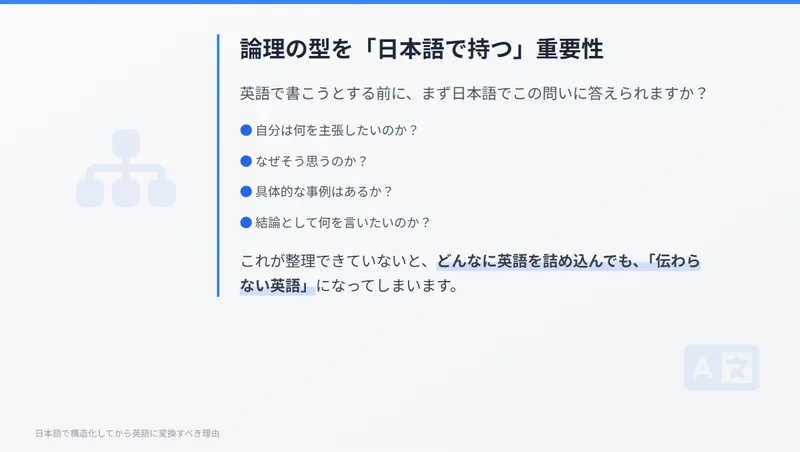 論理の型を「日本語で持つ」重要性
英語で書こうとする前に、まず日本語でこの問いに答えられますか？
自分は何を主張したいのか？
なぜそう思うのか？
具体的な事例はあるか？
結論として何を言いたいのか？
これが整理できていないと、どんなに英語を詰め込んでも、「伝わら
ない英語」になってしまいます。
A 文
日本語で構造化してから英語に変換すべき理由